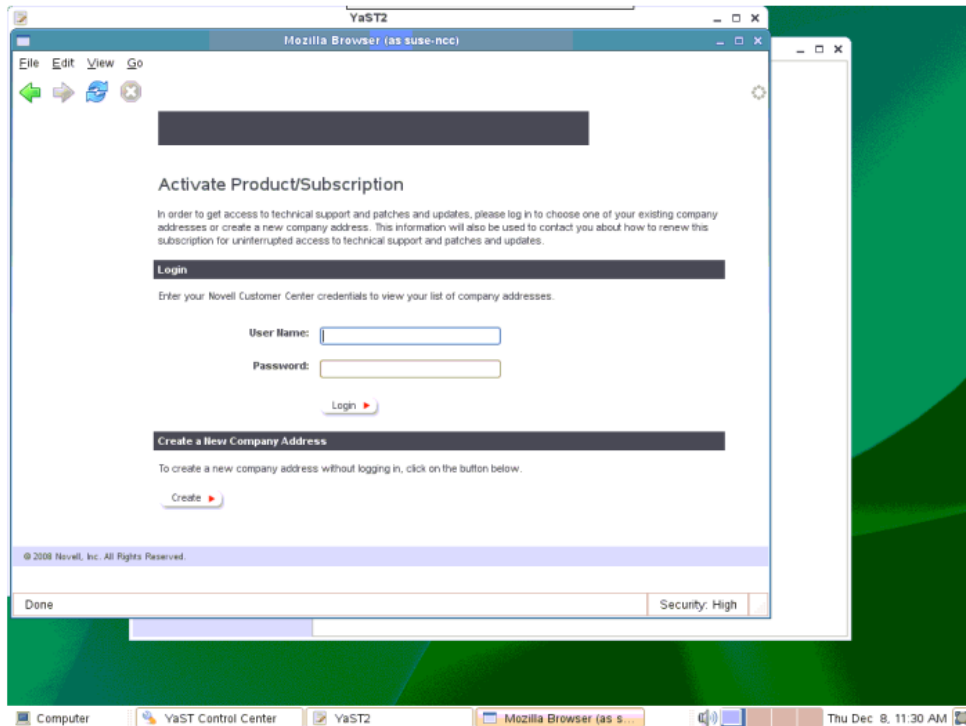 YaST2
Mozilla Browser (as suse-ncc)
File Edit View Go
Activate Product/Subscription
In order to get access to technical support and patches and updates, please log in to choose one of your existing company
addresses or create a new company address. This information will also be used to contact you about how to renew this
subscription for uninterrupted access to technical support and patches and updates.
Login
Enter your Novell Customer Center credentials to view your list of company addresses.
User Name:
Password:
Login
Create a New Company Address
To create a new company address without logging in, click on the button below.
Create
© 2008 Novell, Inc. All Rights Reserved.
Done
Security: High
Computer
YaST Control Center
YaST2
Mozilla Browser (as s...
Thu Dec 8, 11:30 AM